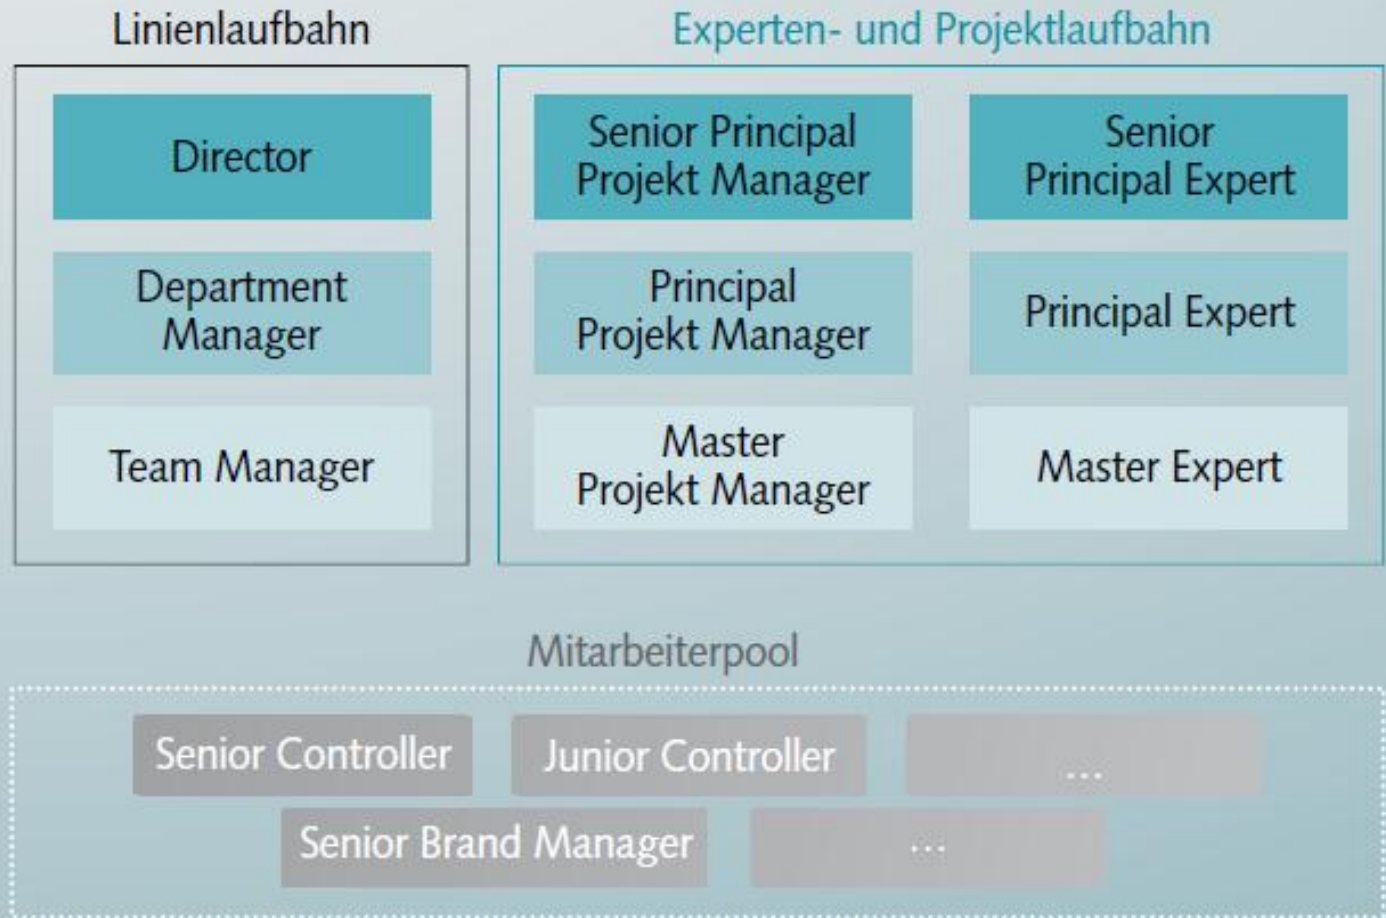 Linienlaufbahn
Director
Department
Manager
Team Manager
Experten- und Projektlaufbahn
Senior Principal
Projekt Manager
Senior
Principal Expert
Principal
Projekt Manager
Principal Expert
Master
Projekt Manager
Master Expert
Mitarbeiterpool
Senior Controller
Junior Controller
...
Senior Brand Manager
...